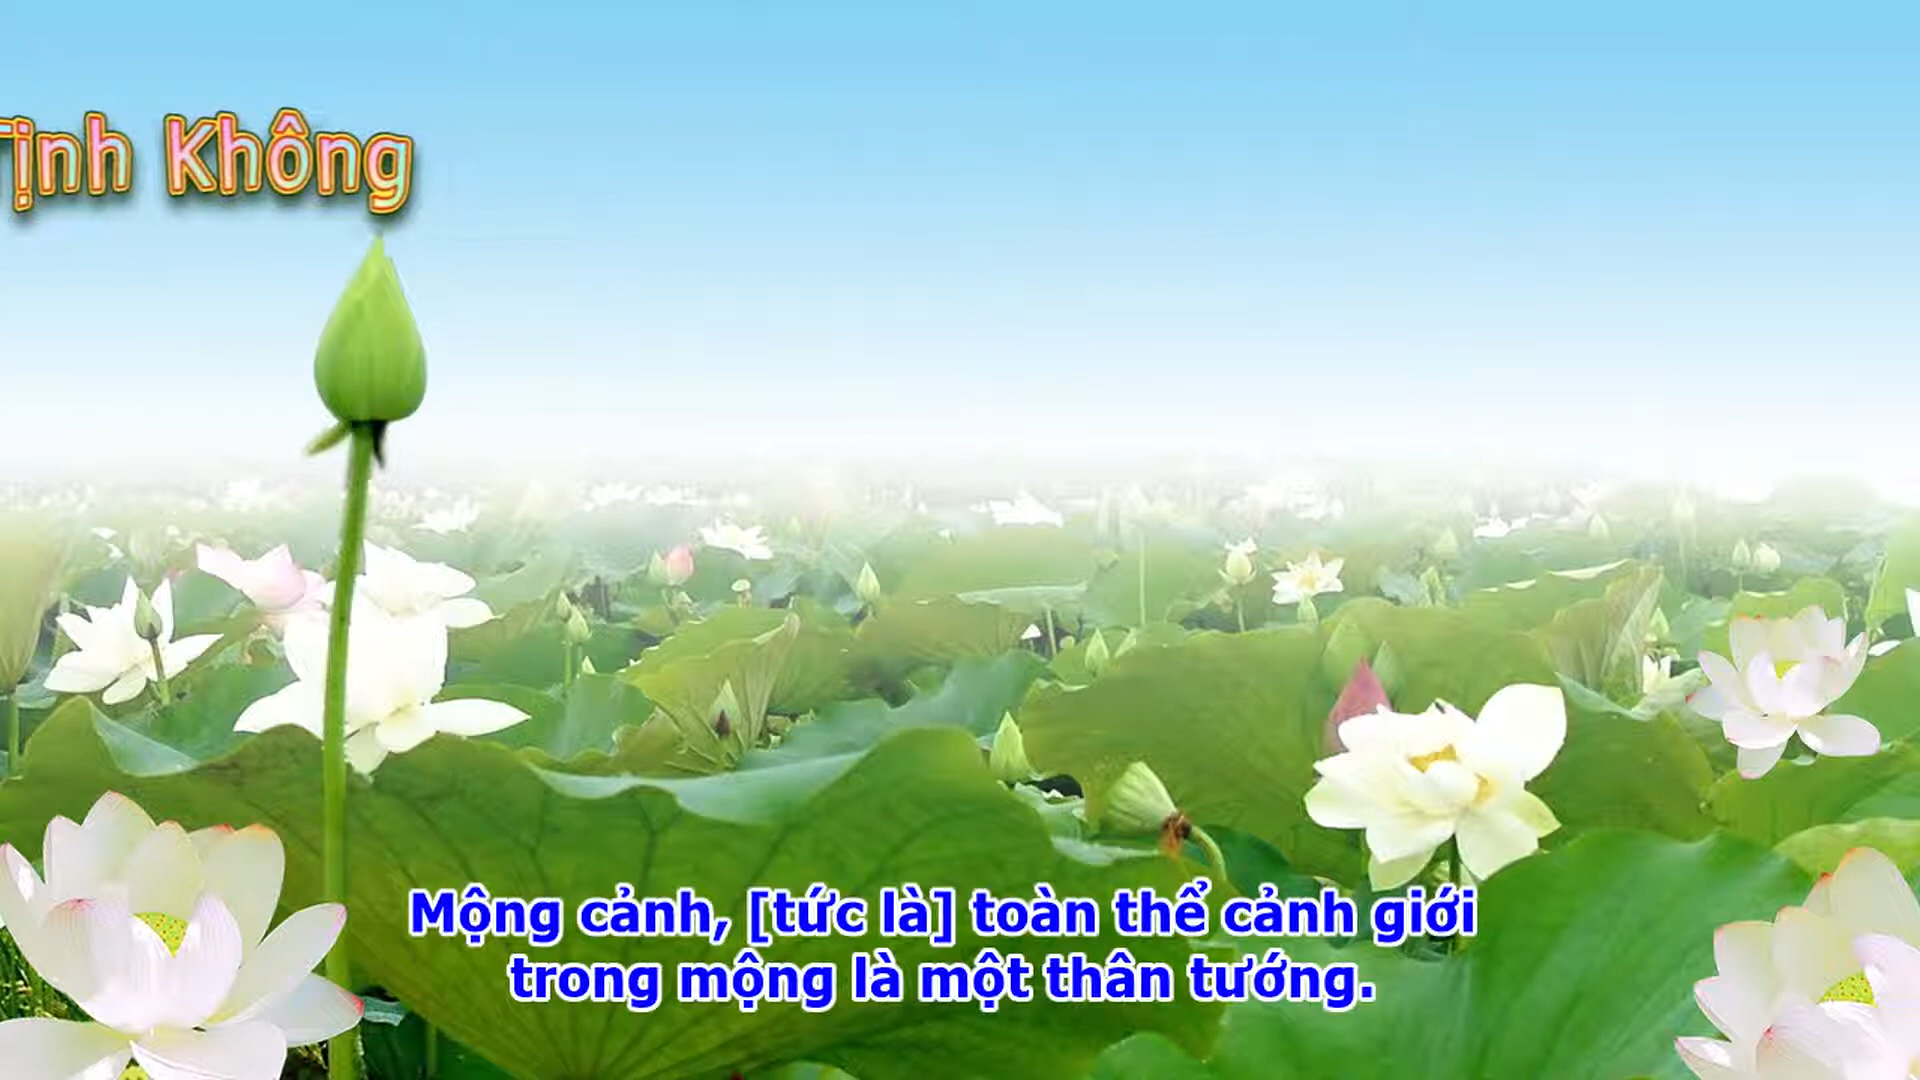 Tịnh Không
Mộng cảnh, [tức là] toàn thể cảnh giới
trong mộng là một thân tướng.